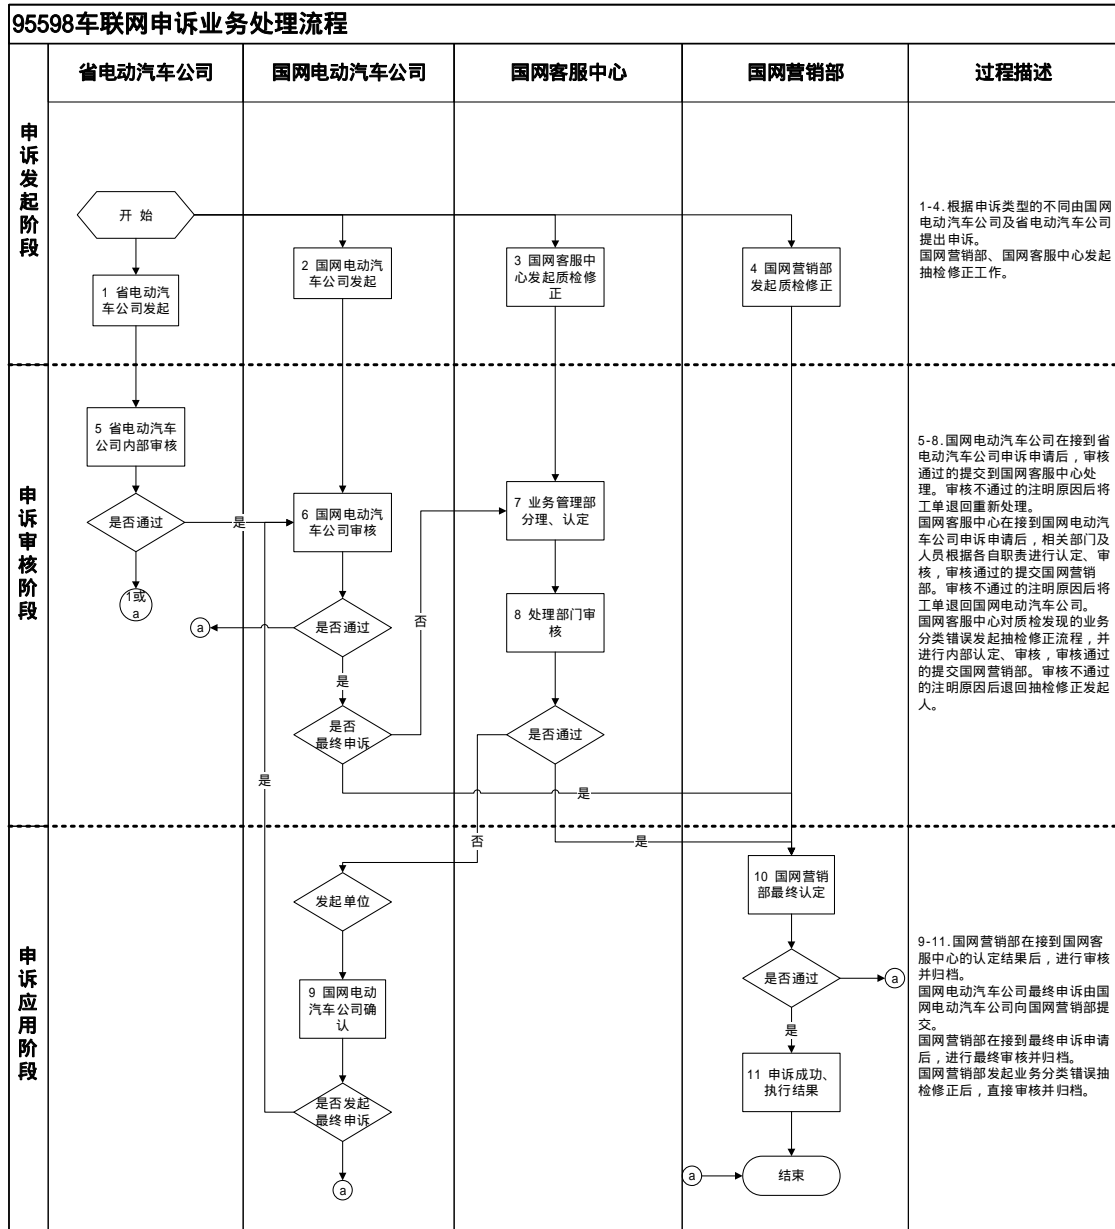 95598车联网申诉业务处理流程
省电动汽车公司
国网电动汽车公司
国网客服中心
国网营销部
过程描述
申诉发起阶段
开 始
1 省电动汽
车公司发起
2 国网电动汽
车公司发起
3 国网客服中
心发起质检修
正
4 国网营销部
发起质检修正
1-4.根据申诉类型的不同由国网
电动汽车公司及省电动汽车公司
提出申诉。
国网营销部、国网客服中心发起
抽检修正工作。
申诉审核阶段
5 省电动汽车
公司内部审核
是否通过
是
1或
a
6 国网电动汽
车公司审核
是否通过
a
是
是否
最终申诉
否
是
是
7 业务管理部
分理、认定
8 处理部门审
核
是否通过
否
是
5-8.国网电动汽车公司在接到省
电动汽车公司申诉申请后，审核
通过的提交到国网客服中心处
理。审核不通过的注明原因后将
工单退回重新处理。
国网客服中心在接到国网电动汽
车公司申诉申请后，相关部门及
人员根据各自职责进行认定、审
核，审核通过的提交国网营销
部。审核不通过的注明原因后将
工单退回国网电动汽车公司。
国网客服中心对质检发现的业务
分类错误发起抽检修正流程，并
进行内部认定、审核，审核通过
的提交国网营销部。审核不通过
的注明原因后退回抽检修正发起
人。
申诉应用阶段
发起单位
9 国网电动
汽车公司确
认
是否发起
最终申诉
a
10 国网营销
部最终认定
是否通过
a
是
11 申诉成功、
执行结果
a
结束
9-11.国网营销部在接到国网客
服中心的认定结果后，进行审核
并归档。
国网电动汽车公司最终申诉由国
网电动汽车公司向国网营销部提
交。
国网营销部在接到最终申诉申请
后，进行最终审核并归档。
国网营销部发起业务分类错误抽
检修正后，直接审核并归档。